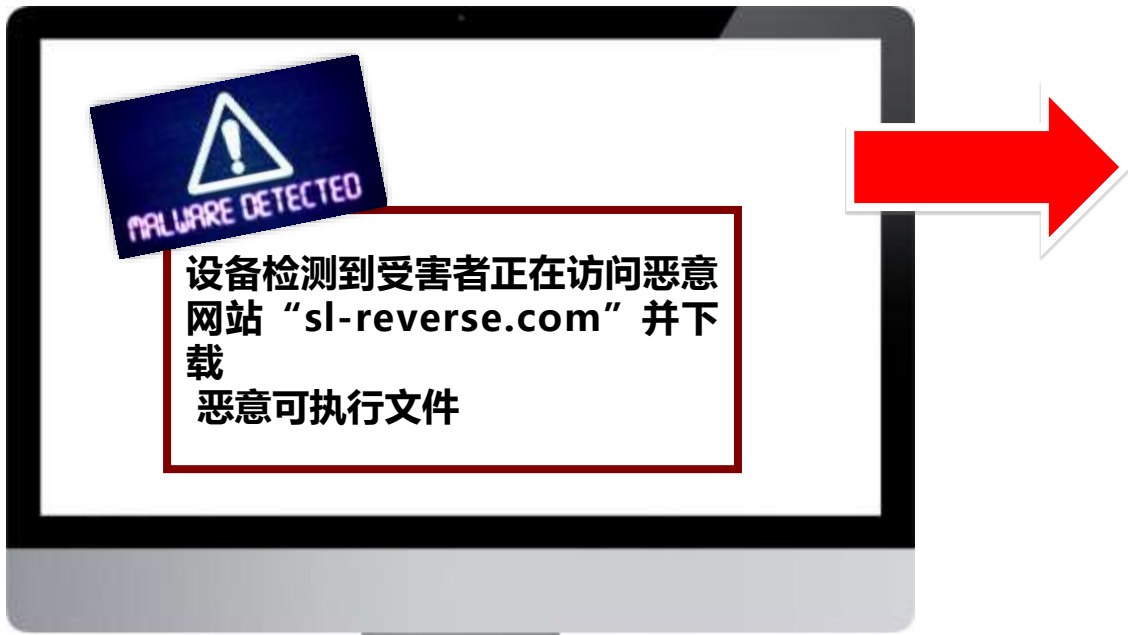 MALWARE DETECTED
设备检测到受害者正在访问恶意
网站“sl-reverse.com”并下
载
恶意可执行文件